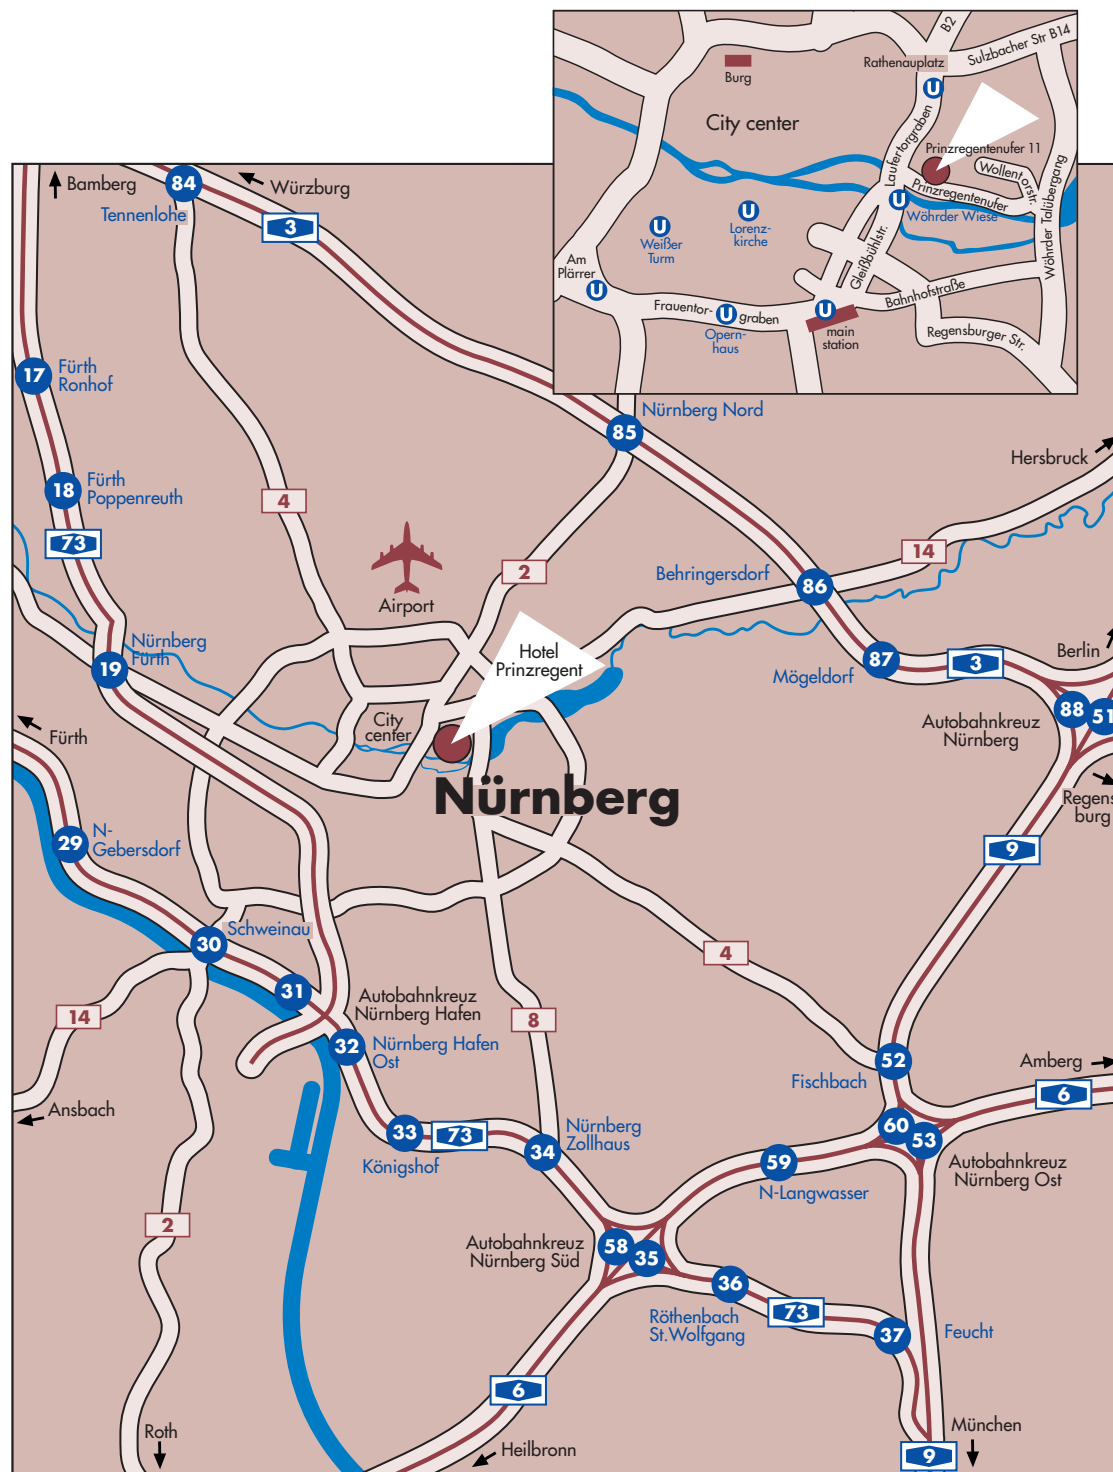 B2
Sulzbacher Str B14
Rathenauplatz
U
Burg
City center
Laufertorgraben
Prinzregentenufer 11
Wollentorstr.
Prinzregentenufer
U
Wöhrder Wiese
Wöhrder Talübergang
U
Lorenz-
kirche
U
Weißer
Turm
Am
Plärrer
U
Gleißbühlstr.
Bahnhofstraße
Frauentor-
graben
U
Opern-
haus
U
main
station
Regensburger Str.
Bamberg
84
Tennenlohe
Würzburg
3
17
Fürth
Ronhof
Nürnberg Nord
85
Hersbruck
18
Fürth
Poppenreuth
4
73
14
2
Airport
Behringersdorf
86
Nürnberg
Fürth
19
Hotel
Prinzregent
87
Mögeldorf
3
Berlin
88
51
Autobahnkreuz
Nürnberg
Fürth
City
center
Nürnberg
Regens
burg
29
N-
Gebersdorf
9
30
Schweinau
4
31
Autobahnkreuz
Nürnberg Hafen
14
8
32
Nürnberg Hafen
Ost
52
Fischbach
Amberg
6
Ansbach
33
73
Königshof
34
Nürnberg
Zollhaus
60
53
59
N-Langwasser
Autobahnkreuz
Nürnberg Ost
2
Autobahnkreuz
Nürnberg Süd
58
35
36
Röthenbach
St.Wolfgang
73
37
Feucht
6
Roth
Heilbronn
München
9